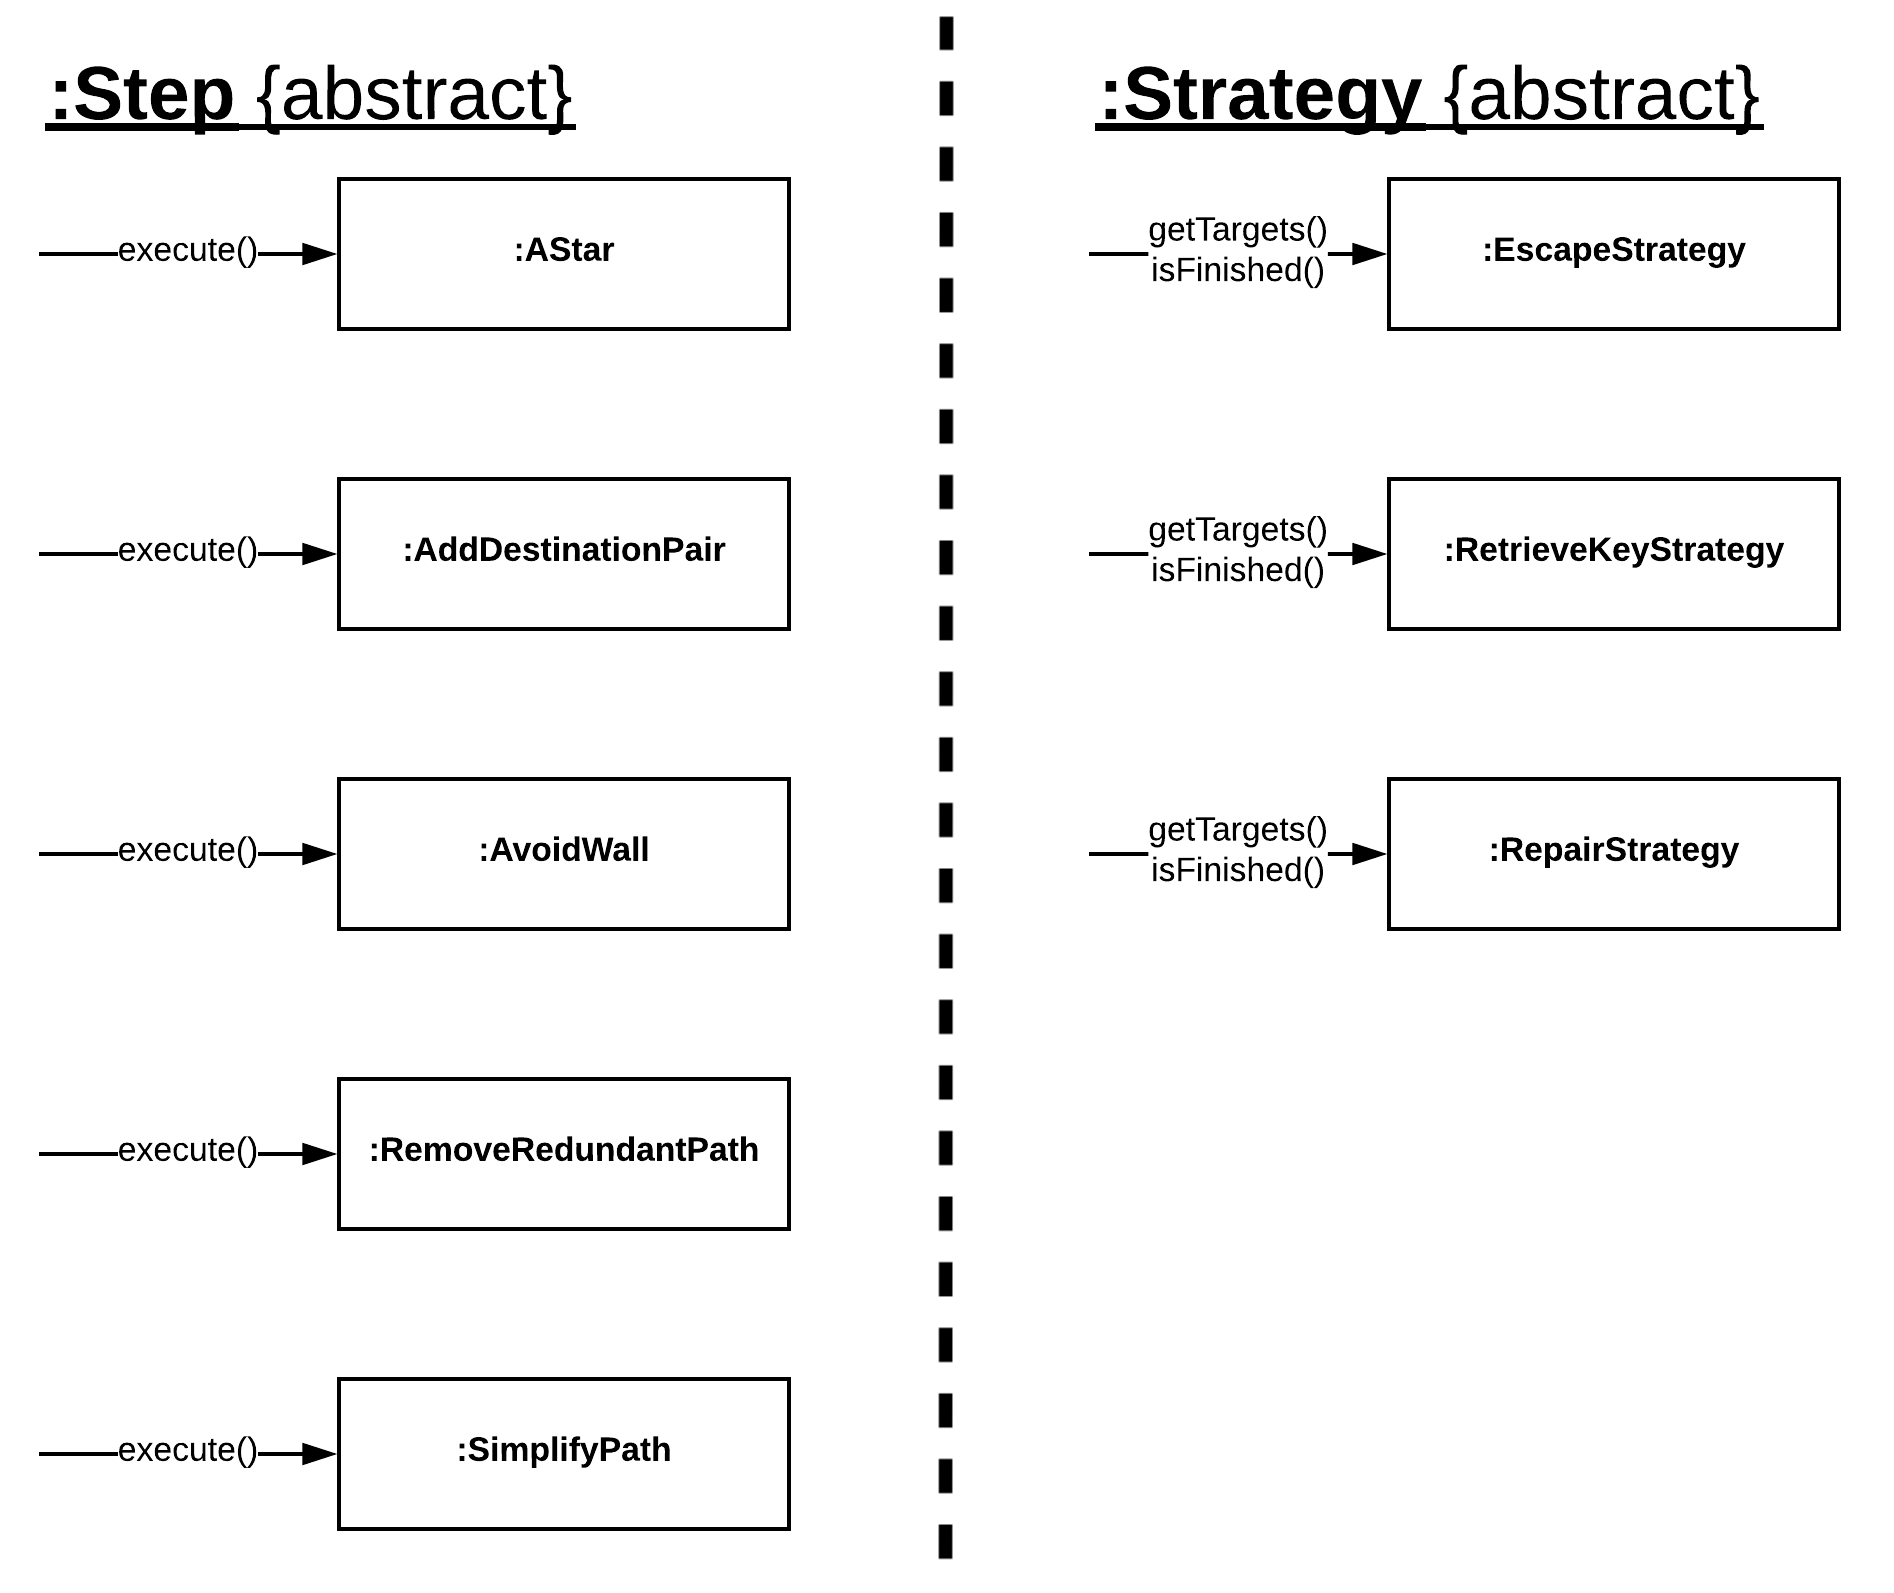 :Step {abstract}
execute()
:AStar
execute()
:AddDestinationPair
execute()
:AvoidWall
execute()
:RemoveRedundantPath
execute()
:SimplifyPath
:Strategy {abstract}
getTargets()
isFinished()
:EscapeStrategy
getTargets()
isFinished()
:RetrieveKeyStrategy
getTargets()
isFinished()
:RepairStrategy